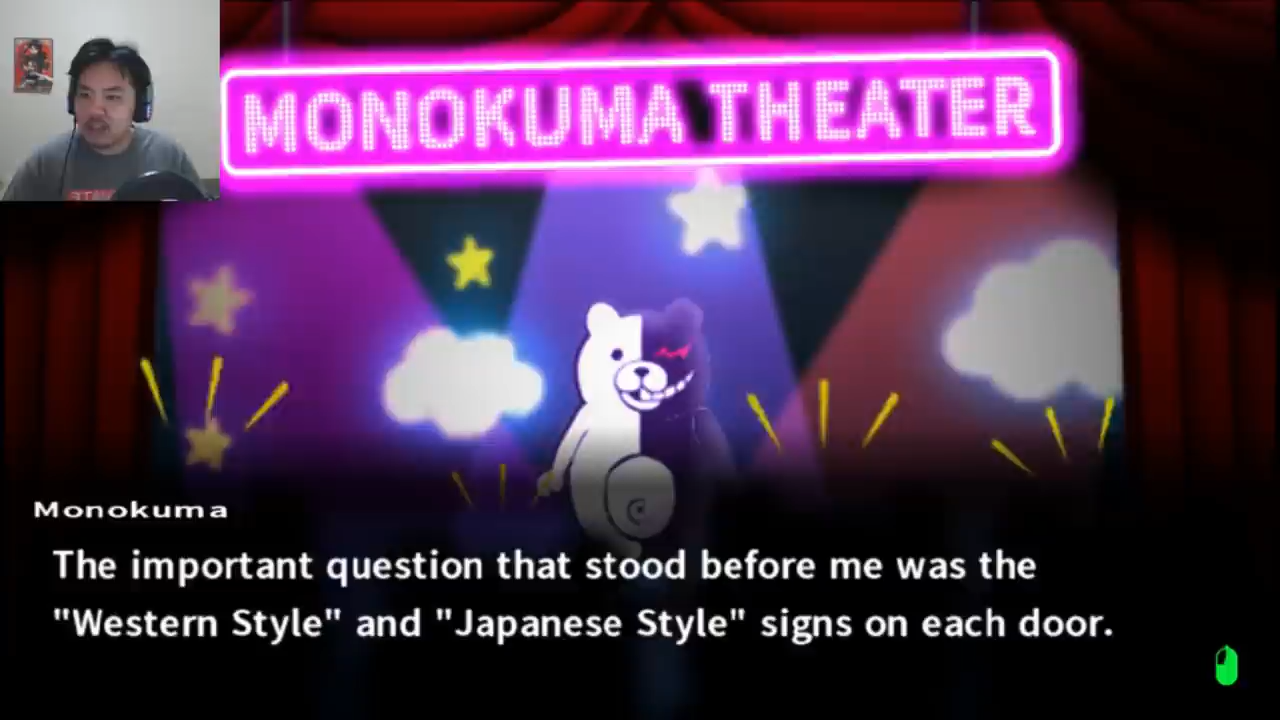 MONOKUMA THEATER
Monokuma
The important question that stood before me was the
"Western Style" and "Japanese Style" signs on each door.